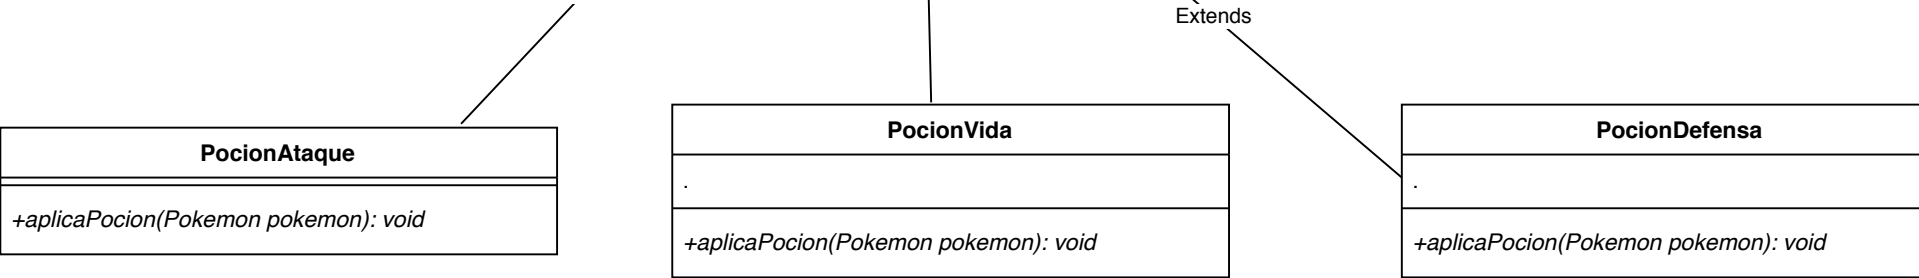 Extends
PocionAtaque
+aplicaPocion(Pokemon pokemon): void
PocionVida
.
+aplicaPocion(Pokemon pokemon): void
PocionDefensa
.
+aplicaPocion(Pokemon pokemon): void